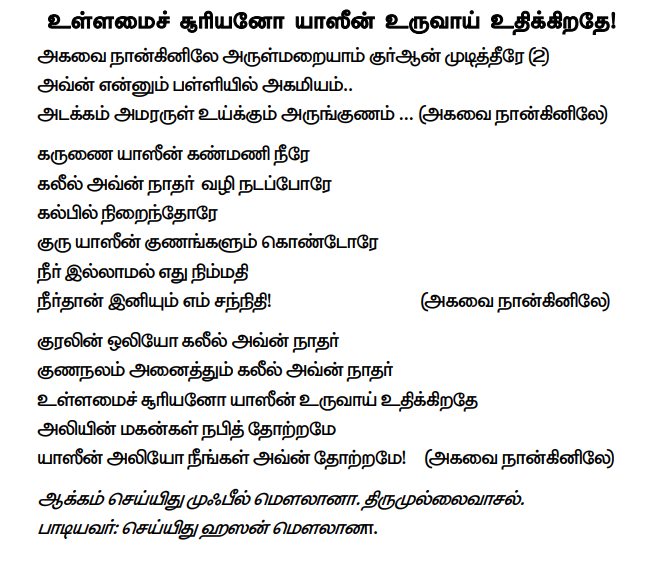 உள்ளமைச் சூரியனோ யாஸீன் உருவாய் உதிக்கிறதே!
அகவை நான்கினிலே அருள்மறையாம் குர்ஆன் முடித்தீரே (2)
அவ்ன் என்னும் பள்ளியில் அகமியம்..
அடக்கம் அமரருள் உய்க்கும் அருங்குணம் ... (அகவை நான்கினிலே)
கருணை யாஸீன் கண்மணி நீரே
கலீல் அவ்ன் நாதர் வழி நடப்போரே
கல்பில் நிறைந்தோரே
குரு யாஸீன் குணங்களும் கொண்டோரே
நீர் இல்லாமல் எது நிம்மதி
நீர்தான் இனியும் எம் சந்நிதி! (அகவை நான்கினிலே)
குரலின் ஒலியோ கலீல் அவ்ன் நாதர்
குணநலம் அனைத்தும் கலீல் அவ்ன் நாதர்
உள்ளமைச் சூரியனோ யாஸீன் உருவாய் உதிக்கிறதே
அலியின் மகன்கள் நபித் தோற்றமே
யாஸீன் அலியோ நீங்கள் அவ்ன் தோற்றமே! (அகவை நான்கினிலே)
ஆக்கம் செய்யிது முஃபீல் மௌலானா. திருமுல்லைவாசல்.
பாடியவர்: செய்யிது ஹஸன் மௌலானா.